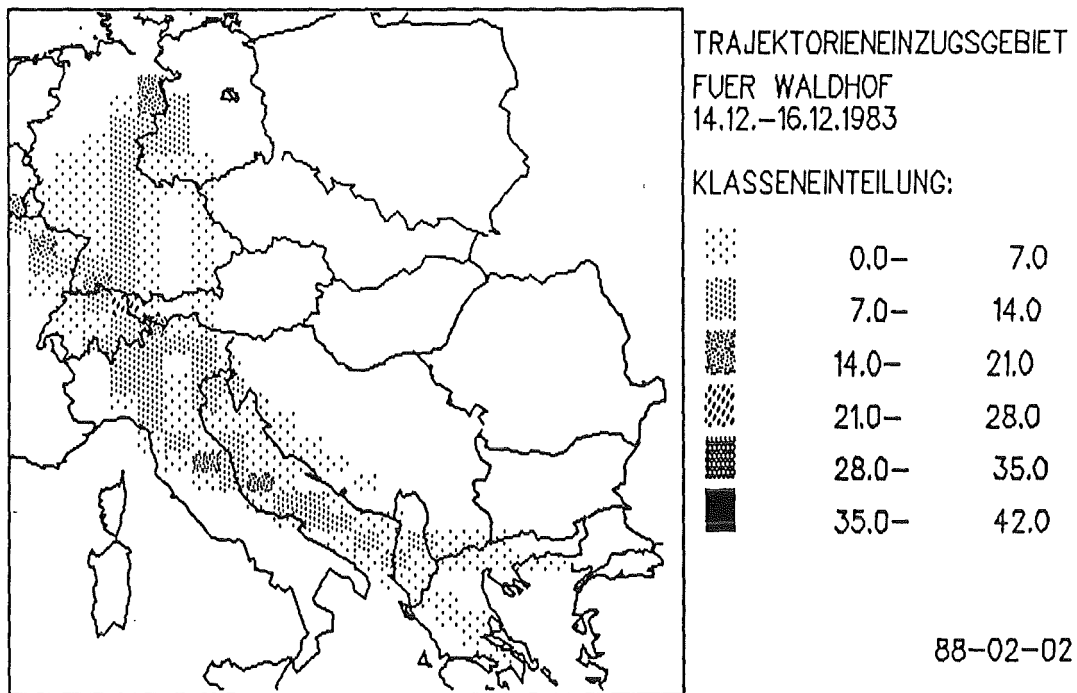 TRAJEKTORIENEINZUGSGEBIET
FUER WALDHOF
14.12.-16.12.1983
KLASSENEINTEILUNG:
0.0- 7.0
7.0- 14.0
14.0- 21.0
21.0- 28.0
28.0- 35.0
35.0- 42.0
88-02-02